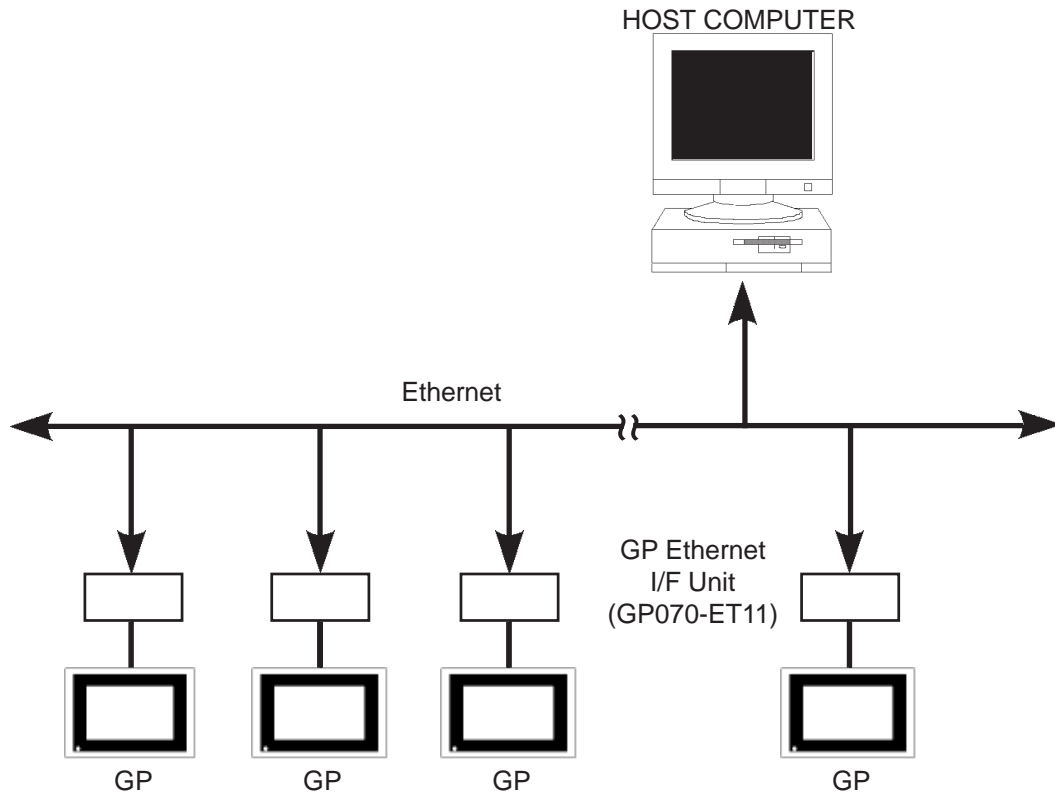 HOST COMPUTER
Ethernet
GP Ethernet
I/F Unit
(GP070-ET11)
GP
GP
GP
GP